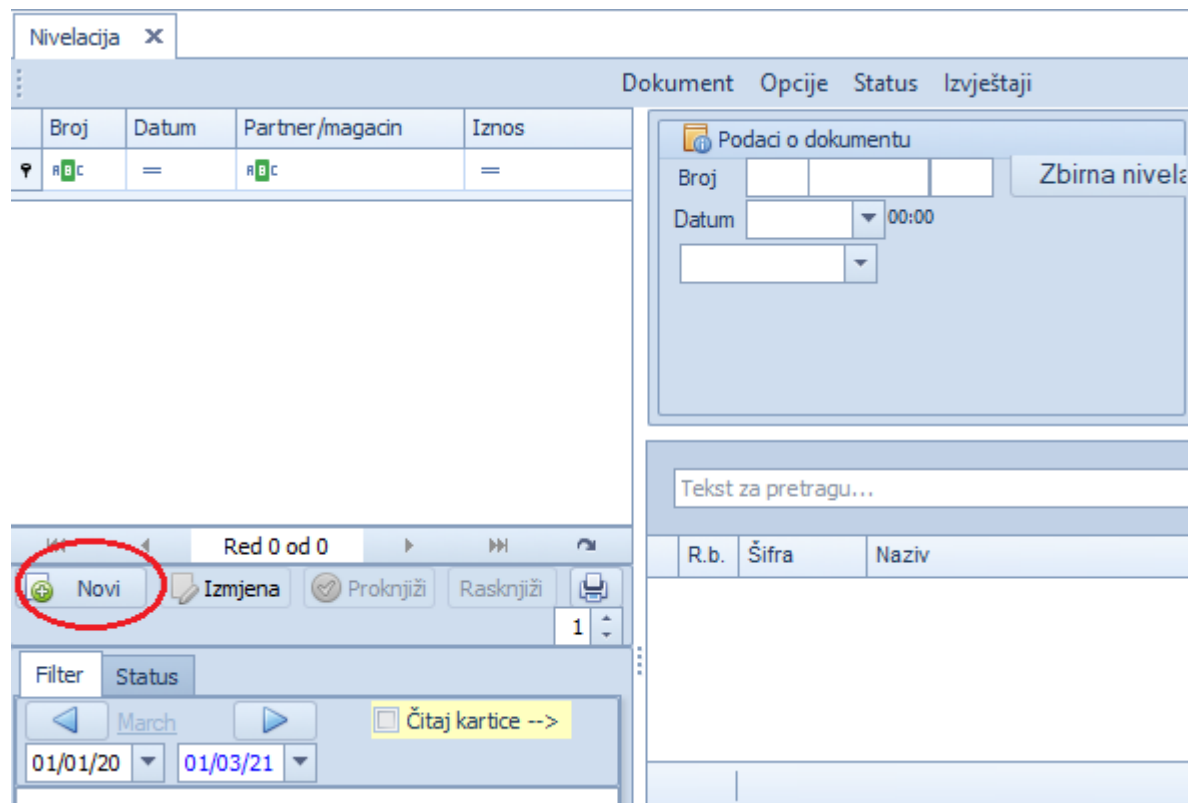 Nivelacija
Dokument Opcije Status Izvještaji
Broj Datum Partner/magacin Iznos
ABC = ABC =
Podaci o dokumentu
Broj
Zbirna nivela
Datum 00:00
Tekst za pretragu...
Red 0 od 0
R.b. Šifra Naziv
Novi Izmjena Proknjiži Rasknjiži
1
Filter Status
March Čitaj kartice -->
01/01/20 01/03/21